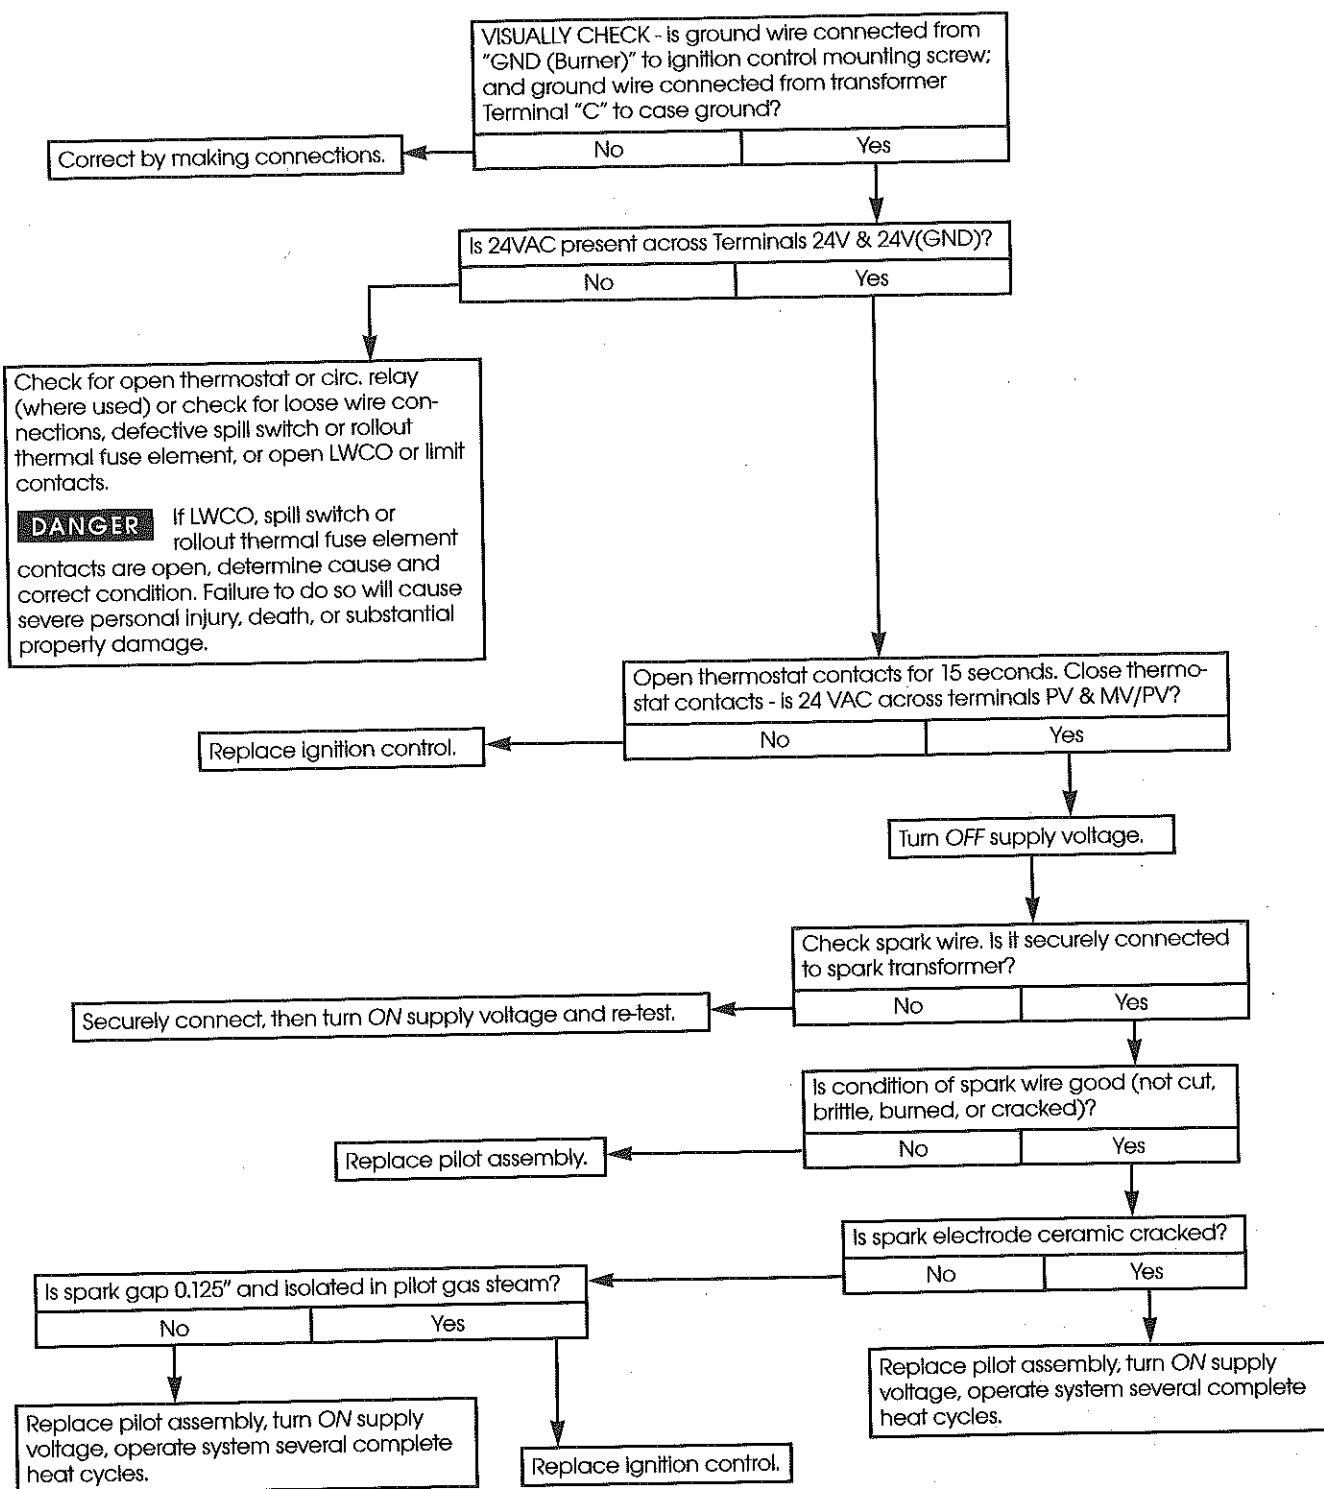 VISUALLY CHECK - is ground wire connected from
"GND (Burner)" to ignition control mounting screw;
and ground wire connected from transformer
Terminal "C" to case ground?
No
Yes
Correct by making connections.
Is 24VAC present across Terminals 24V & 24V(GND)?
No
Yes
Check for open thermostat or circ. relay
(where used) or check for loose wire con-
nections, defective spill switch or rollout
thermal fuse element, or open LWCO or limit
contacts.
DANGER If LWCO, spill switch or
rollout thermal fuse element
contacts are open, determine cause and
correct condition. Failure to do so will cause
severe personal injury, death, or substantial
property damage.
Open thermostat contacts for 15 seconds. Close thermo-
stat contacts - is 24 VAC across terminals PV & MV/PV?
No
Yes
Replace ignition control.
Turn OFF supply voltage.
Check spark wire. Is it securely connected
to spark transformer?
No
Yes
Securely connect, then turn ON supply voltage and re-test.
Is condition of spark wire good (not cut,
brittle, burned, or cracked)?
No
Yes
Replace pilot assembly.
Is spark electrode ceramic cracked?
No
Yes
Is spark gap 0.125" and isolated in pilot gas steam?
No
Yes
Replace pilot assembly, turn ON supply
voltage, operate system several complete
heat cycles.
Replace pilot assembly, turn ON supply
voltage, operate system several complete
heat cycles.
Replace ignition control.